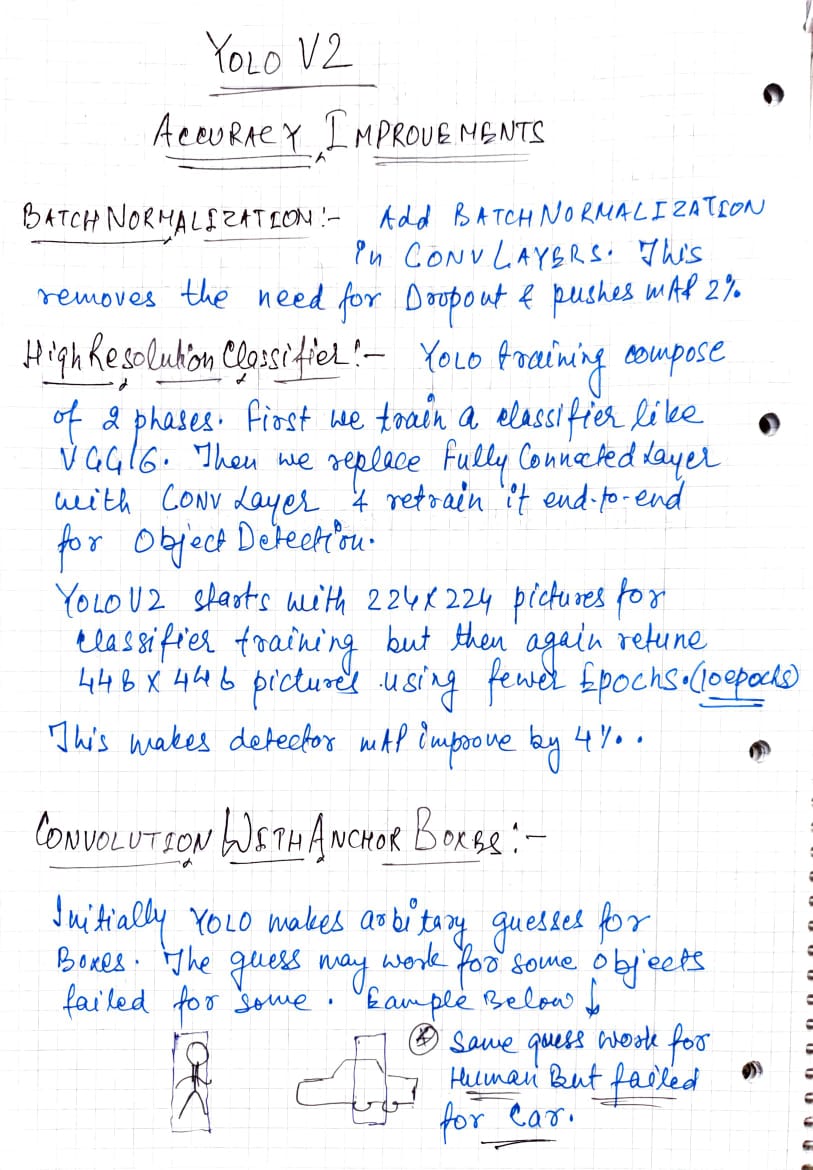 YOLO V2
ACCURACY IMPROVEMENTS
BATCH NORMALIZATION:- Add BATCH NORMALIZATION
in CONV LAYERS. This
removes the need for Dropout & pushes mAP 2%
High Resolution Classifier:- YOLO training compose
of 2 phases. First we train a classifier like
VGG16. Then we replace Fully Connected Layer
with CONV Layer & retrain it end-to-end
for Object Detection.
YOLO V2 starts with 224x224 pictures for
classifier training but then again retune
448 x 448 pictures using fewer Epochs.(10epochs)
This makes detector mAP improve by 4%.
CONVOLUTION WITH ANCHOR BOXES:-
Initially YOLO makes arbitary guesses for
Boxes. The guess may work for some objects
failed for some. Eample Below ↓
* Same guess work for
Human But failed
for Car.